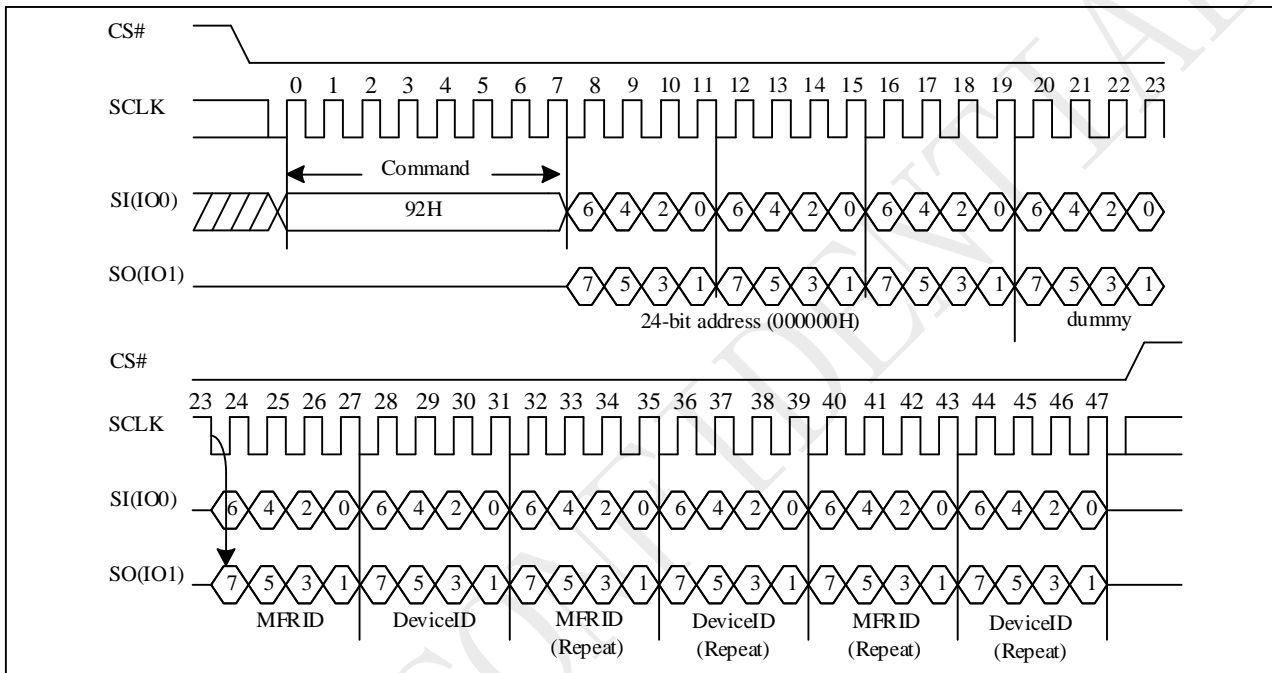 CS#
0 1 2 3 4 5 6 7 8 9 10 11 12 13 14 15 16 17 18 19 20 21 22 23
SCLK
Command
SI(IO0) 92H 6 4 2 0 6 4 2 0 6 4 2 0 6 4 2 0
SO(IO1) 7 5 3 1 7 5 3 1 7 5 3 1 7 5 3 1
24-bit address (000000H) dummy
CS#
23 24 25 26 27 28 29 30 31 32 33 34 35 36 37 38 39 40 41 42 43 44 45 46 47
SCLK
SI(IO0) 6 4 2 0 6 4 2 0 6 4 2 0 6 4 2 0 6 4 2 0 6 4 2 0
SO(IO1) 7 5 3 1 7 5 3 1 7 5 3 1 7 5 3 1 7 5 3 1 7 5 3 1
MFRID DeviceID MFRID DeviceID MFRID DeviceID
(Repeat) (Repeat) (Repeat) (Repeat)
CONFIDENTIAL